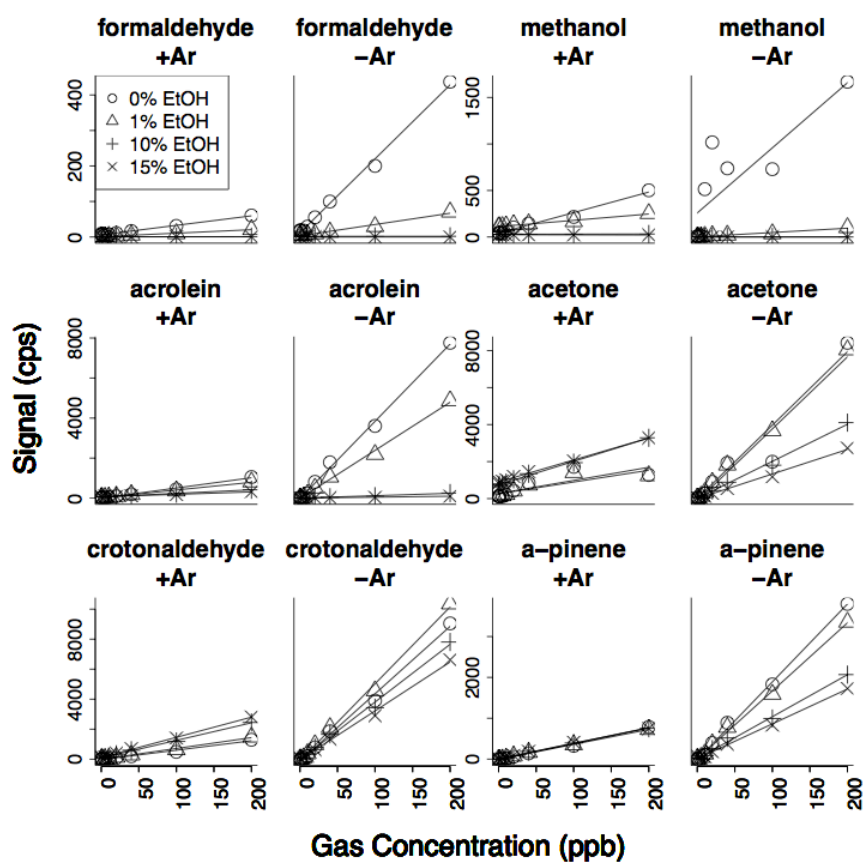 formaldehyde
+Ar
formaldehyde
−Ar
methanol
+Ar
methanol
−Ar
0% EtOH
1% EtOH
10% EtOH
15% EtOH
0 200 400
0 500 1500
acrolein
+Ar
acrolein
−Ar
acetone
+Ar
acetone
−Ar
0 4000 8000
0 4000 8000
crotonaldehyde
+Ar
crotonaldehyde
−Ar
a−pinene
+Ar
a−pinene
−Ar
0 4000 8000
0 2000
0 50 100 150 200
0 50 100 150 200
0 50 100 150 200
0 50 100 150 200
Signal (cps)
Gas Concentration (ppb)